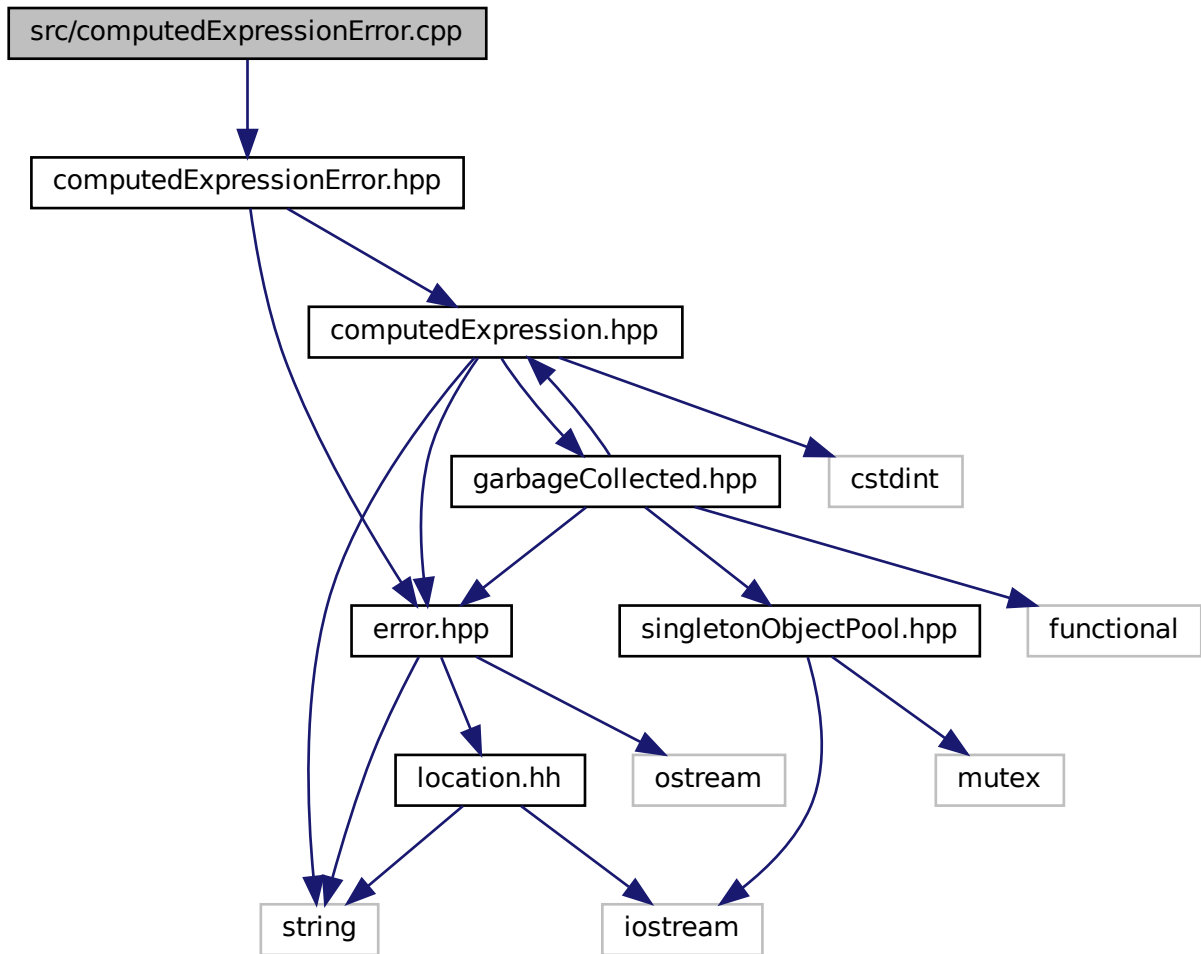 src/computedExpressionError.cpp
computedExpressionError.hpp
computedExpression.hpp
garbageCollected.hpp
cstdint
error.hpp
singletonObjectPool.hpp
functional
location.hh
ostream
mutex
string
iostream